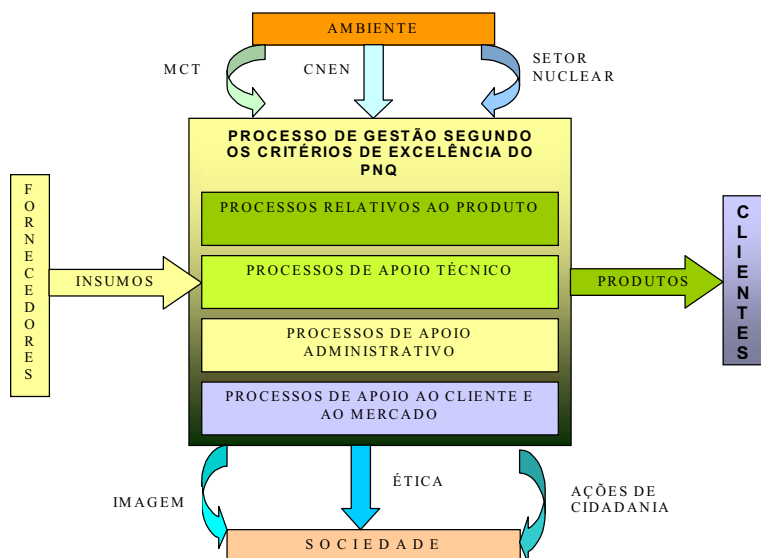 AMBIENTE
MCT
CNEN
SETOR
NUCLEAR
PROCESSO DE GESTÃO SEGUNDO
OS CRITÉRIOS DE EXCELÊNCIA DO
PNQ
FORNECEDORES
INSUMOS
PROCESSOS RELATIVOS AO PRODUTO
PROCESSOS DE APOIO TÉCNICO
PROCESSOS DE APOIO
ADMINISTRATIVO
PROCESSOS DE APOIO AO CLIENTE E
AO MERCADO
PRODUTOS
CLIENTES
IMAGEM
ÉTICA
AÇÕES DE
CIDADANIA
SOCIEDADE